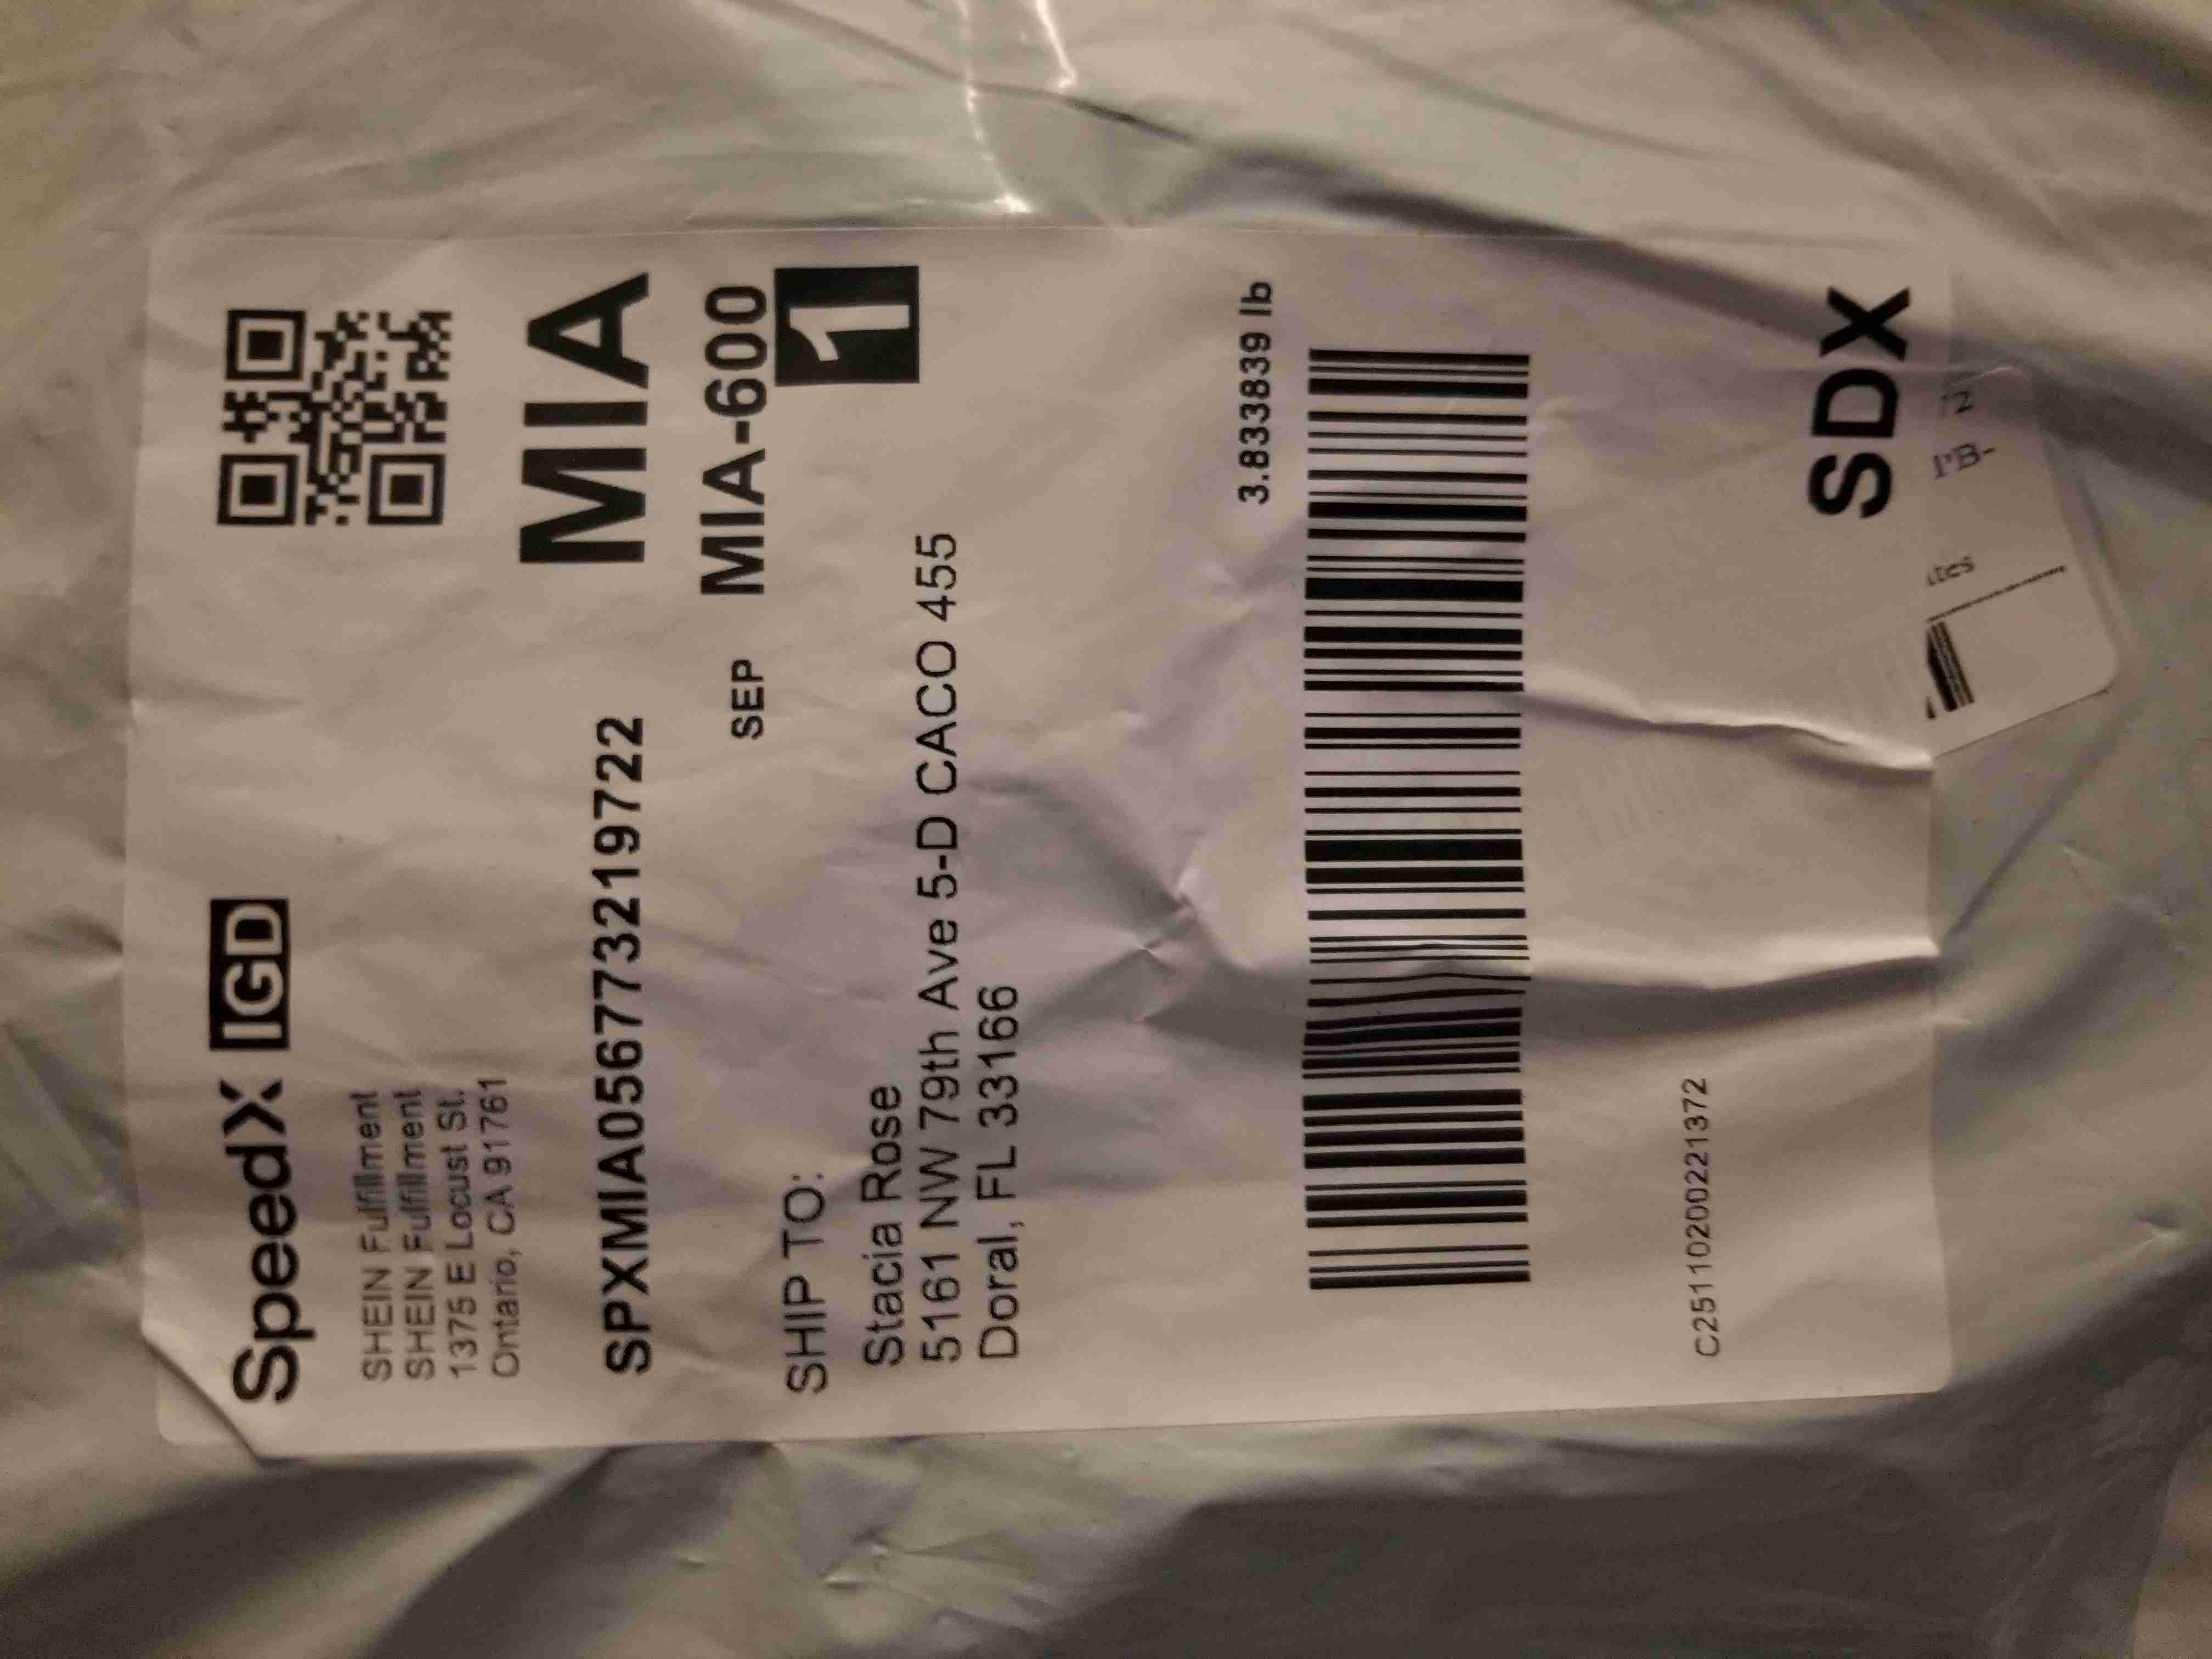 SpeedX IGD
SHEIN Fulfillment
SHEIN Fulfillment
1375 E Locust St.
Ontario, CA 91761
MIA
SPXMIA056773219722
SEP MIA-600
1
SHIP TO:
Stacia Rose
5161 NW 79th Ave 5-D CACO 455
Doral, FL 33166
3.833839 lb
C251102002221372
SDX